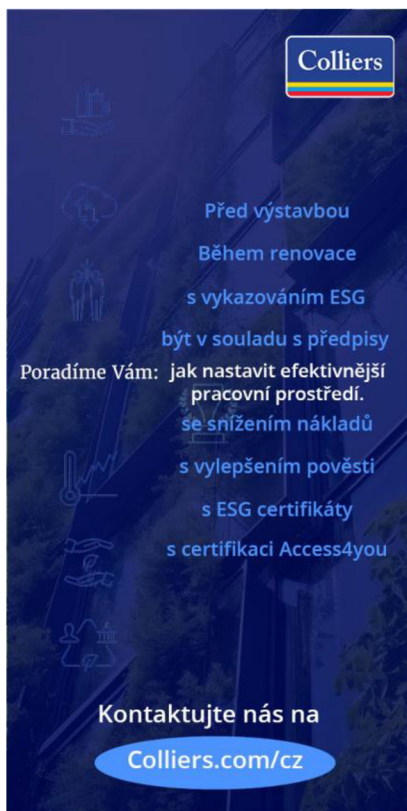 Colliers
Před výstavbou
Během renovace
s vykazováním ESG
být v souladu s předpisy
Poradíme Vám: jak nastavit efektivnější
pracovní prostředí.
se snížením nákladů
s vylepšením pověsti
s ESG certifikáty
s certifikaci Access4you
Kontaktujte nás na
Colliers.com/cz